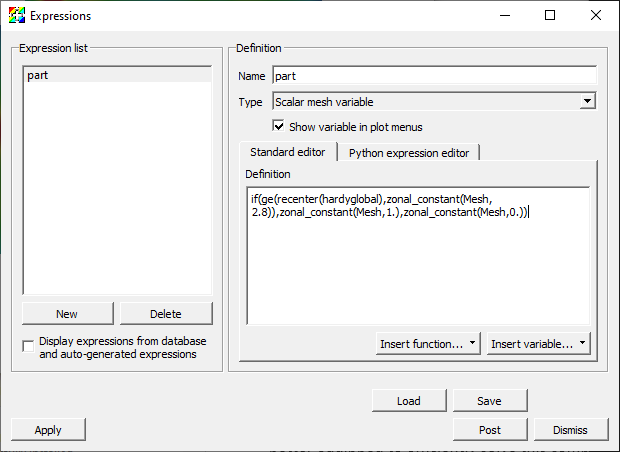 Expressions
Expression list
part
New
Delete
Display expressions from database
and auto-generated expressions
Definition
Name part
Type Scalar mesh variable
Show variable in plot menus
Standard editor
Python expression editor
Definition
if(ge(recenter(hardyglobal),zonal_constant(Mesh,
2.8)),zonal_constant(Mesh,1.),zonal_constant(Mesh,0.))
Insert function...
Insert variable...
Load
Save
Apply
Post
Dismiss